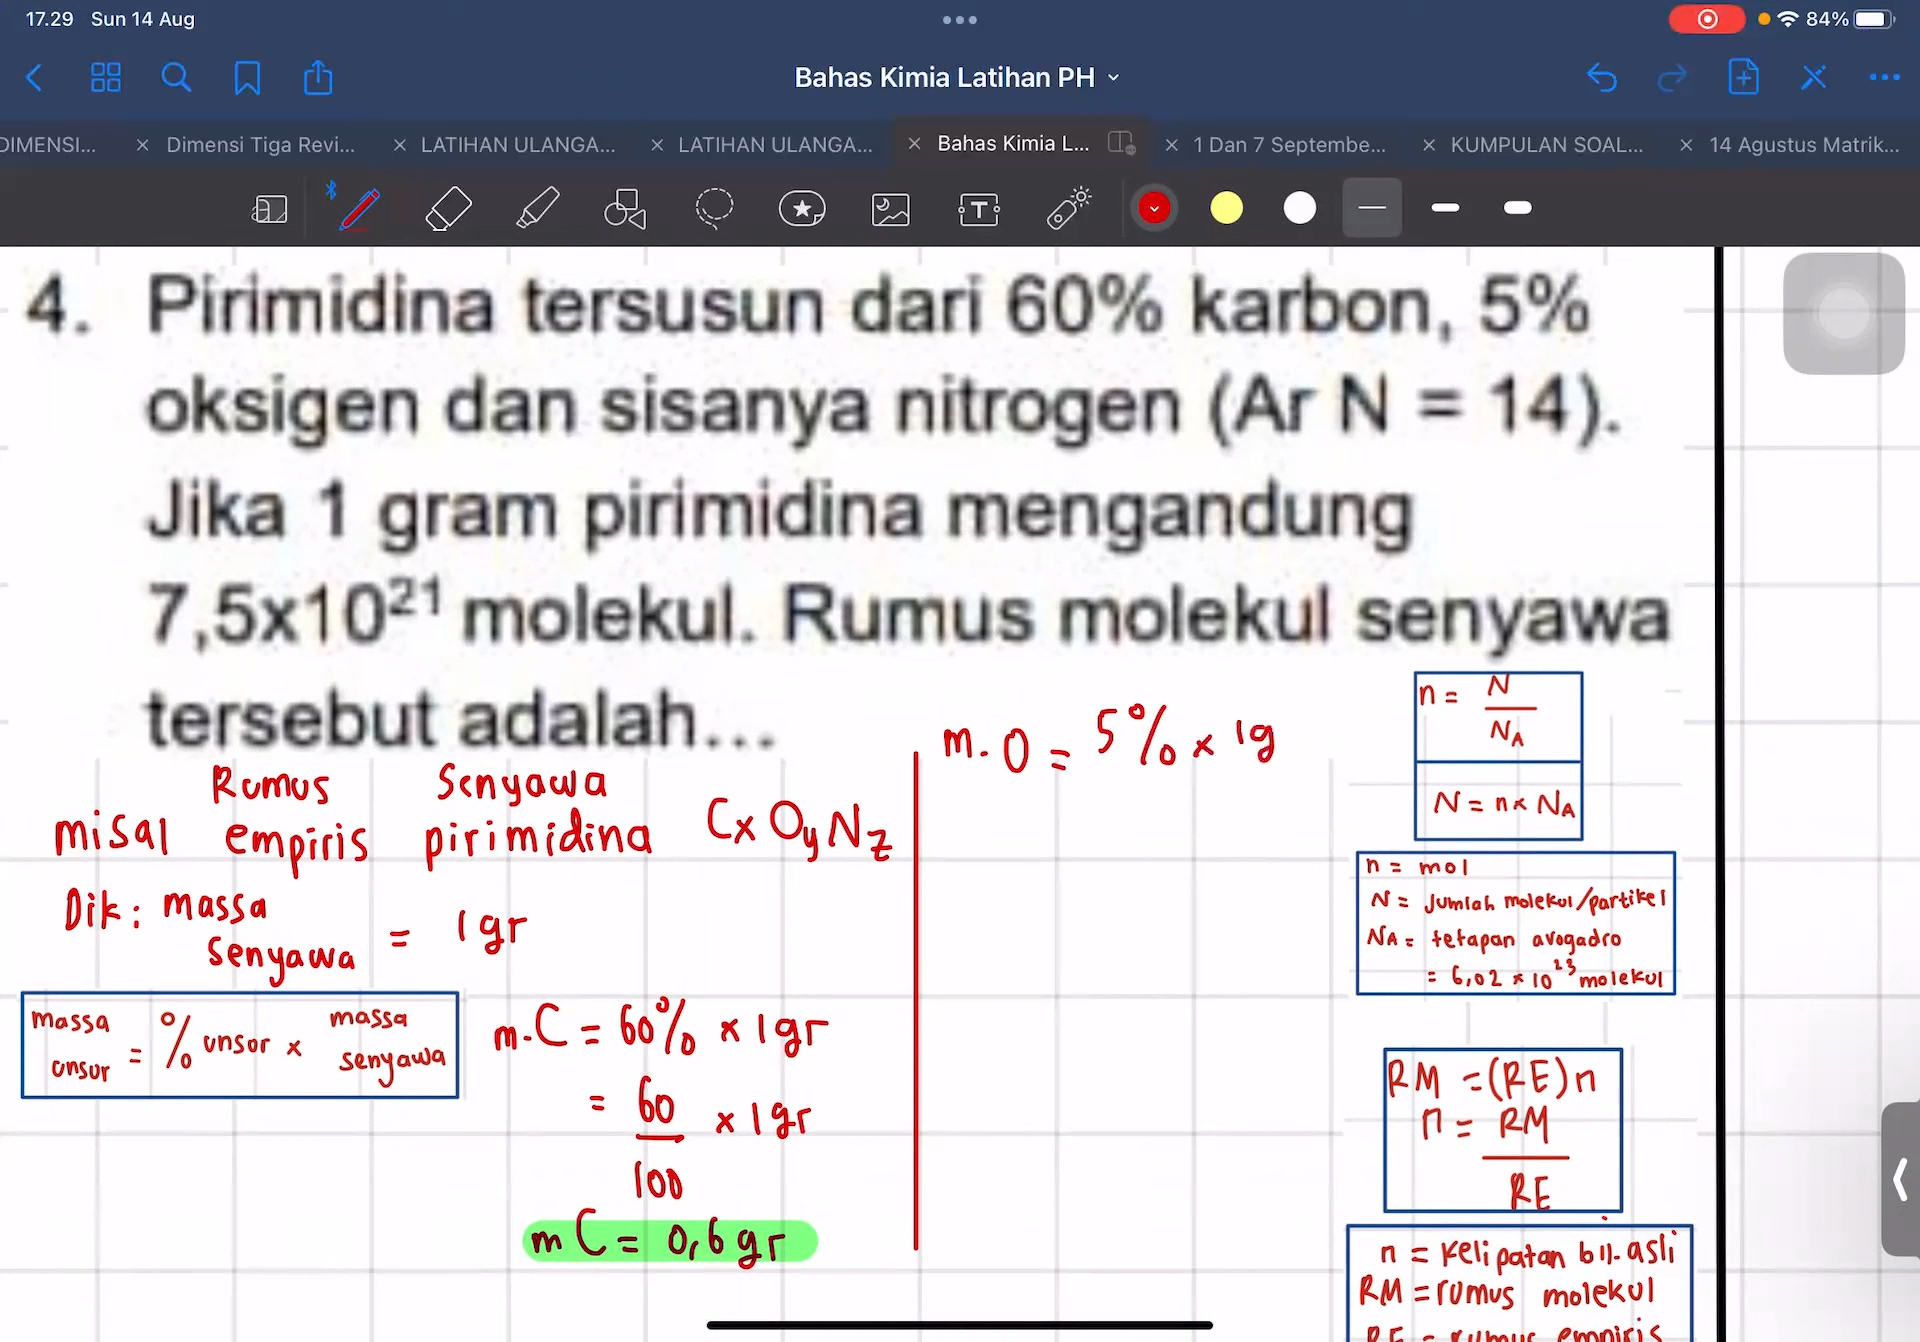 17.29 Sun 14 Aug
84%
Bahas Kimia Latihan PH
DIMENSI...
Dimensi Tiga Revi...
LATIHAN ULANGA...
LATIHAN ULANGA...
Bahas Kimia L...
1 Dan 7 Septembe...
KUMPULAN SOAL...
14 Agustus Matrik...
4. Pirimidina tersusun dari 60% karbon, 5%
oksigen dan sisanya nitrogen (Ar N = 14).
Jika 1 gram pirimidina mengandung
7,5x10²¹ molekul. Rumus molekul senyawa
tersebut adalah...
misal Rumus empiris Senyawa pirimidina CxOyNz
Dik: massa senyawa = 1gr
massa unsur = % unsur × massa senyawa
m.C = 60% × 1gr
= 60/100 × 1gr
mC = 0,6 gr
m.O = 5% × 1g
n = N/NA
N = n × NA
n = mol
N = Jumlah molekul/partikel
NA = tetapan avogadro
= 6,02 × 10²³ molekul
RM = (RE)n
n = RM/RE
n = Kelipatan bil. asli
RM = rumus molekul
RE = rumus empiris